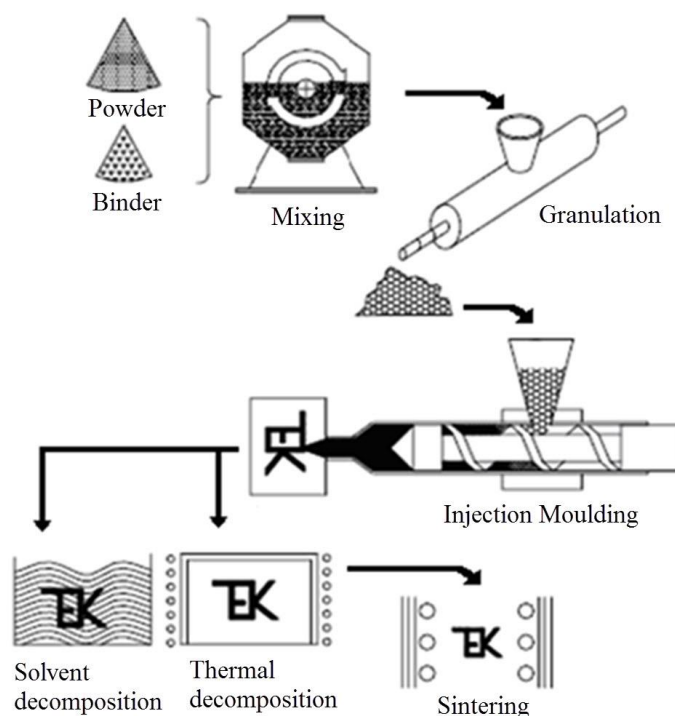 Powder
Binder
Mixing
Granulation
TEK
Injection Moulding
TEK
TEK
TEK
Solvent
decomposition
Thermal
decomposition
Sintering